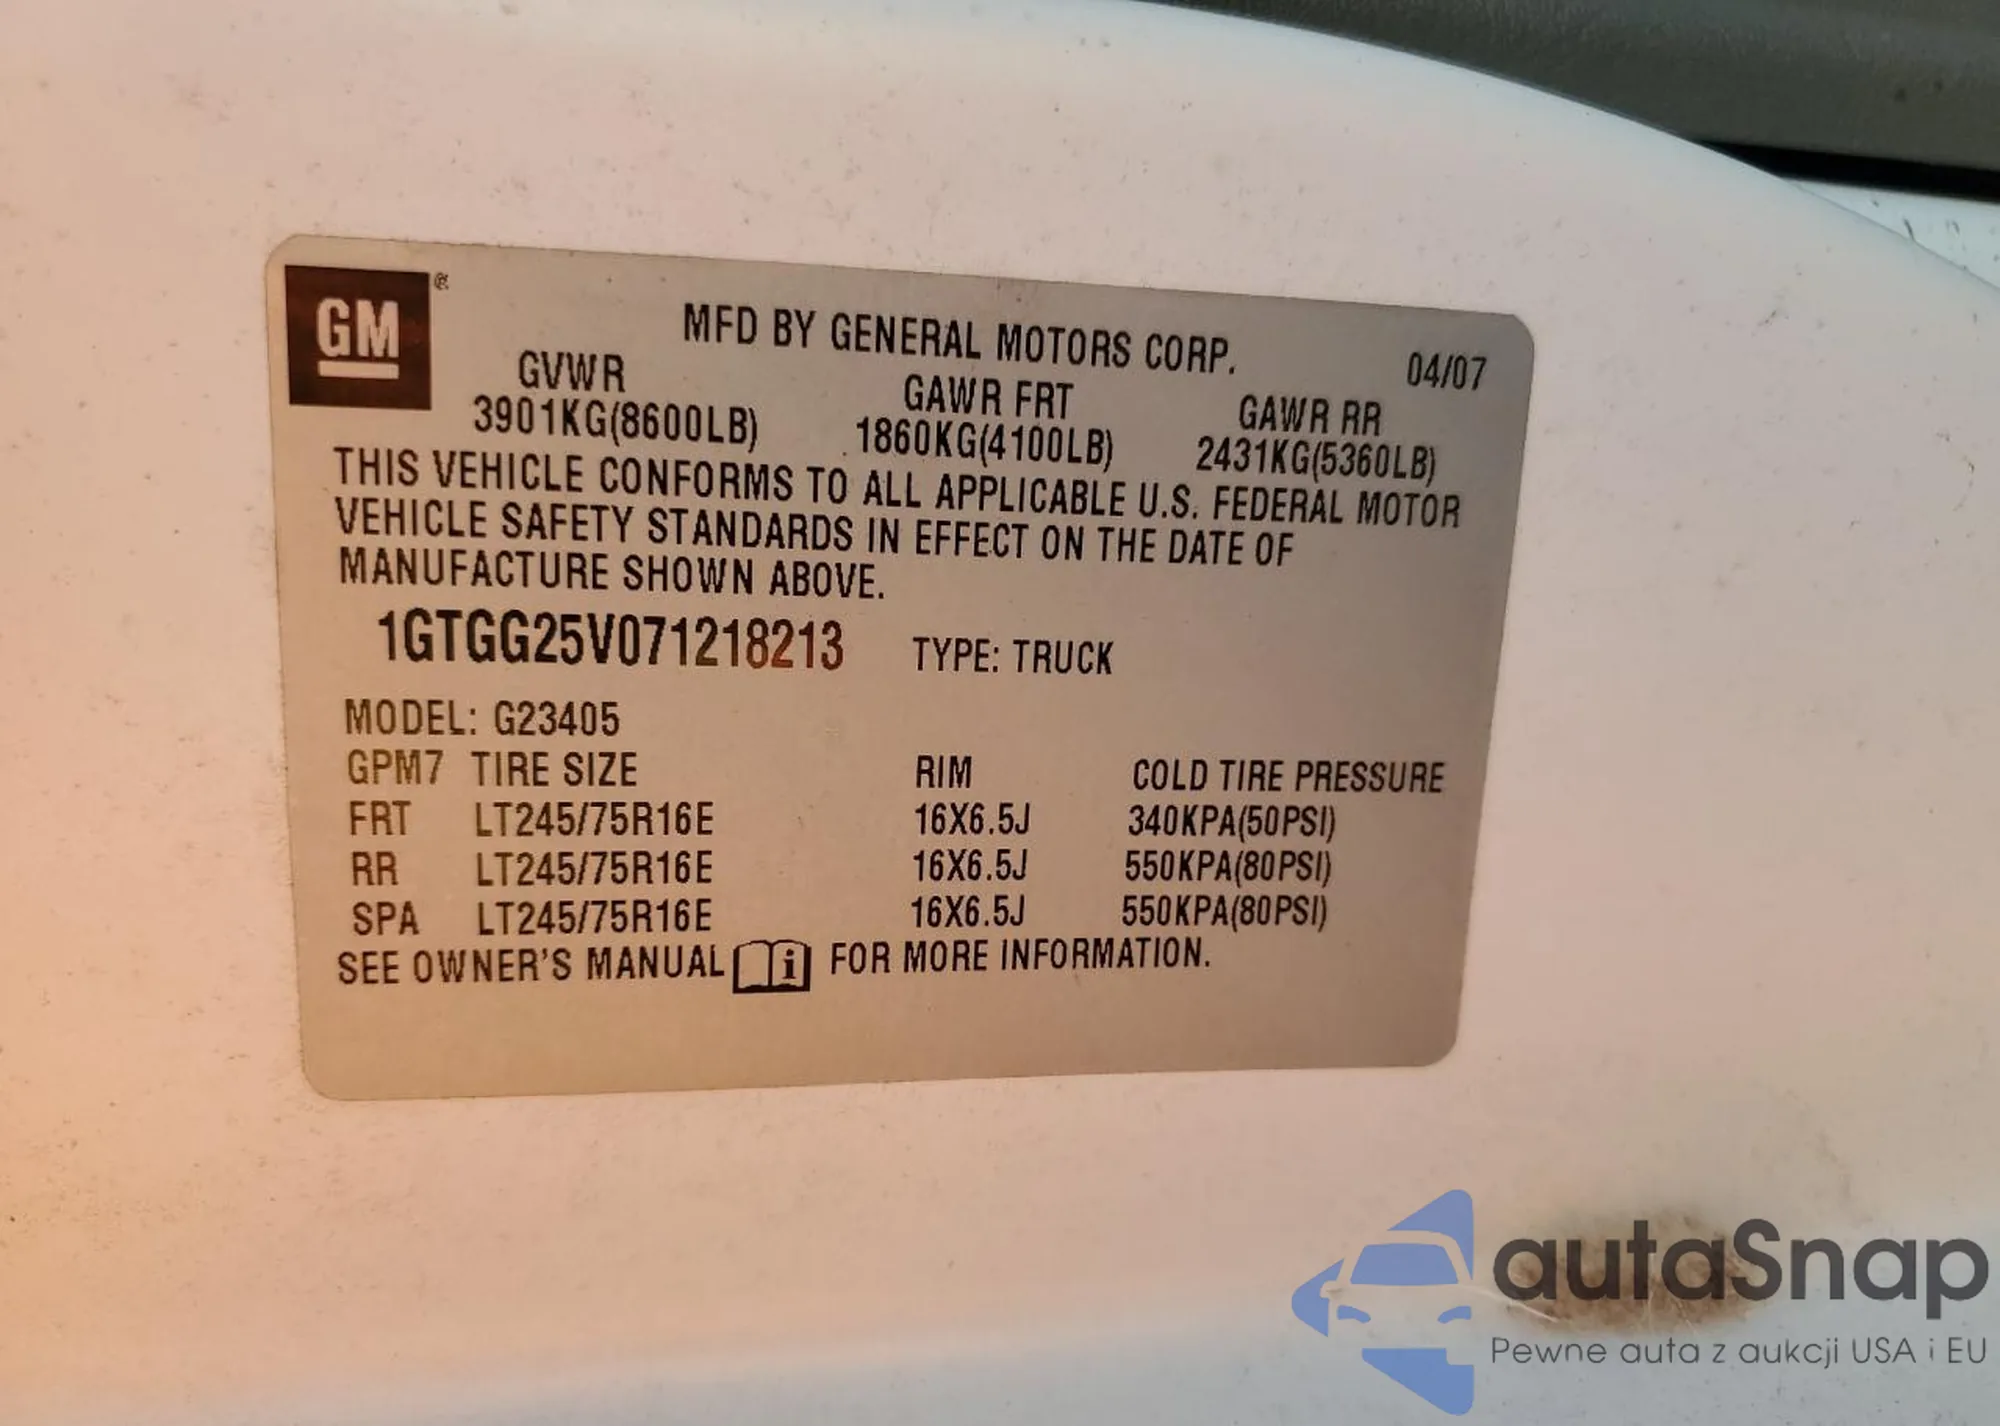 GM
MFD BY GENERAL MOTORS CORP.
04/07
GVWR GAWR FRT GAWR RR
3901KG(8600LB) 1860KG(4100LB) 2431KG(5360LB)
THIS VEHICLE CONFORMS TO ALL APPLICABLE U.S. FEDERAL MOTOR
VEHICLE SAFETY STANDARDS IN EFFECT ON THE DATE OF
MANUFACTURE SHOWN ABOVE.
1GTGG25V071218213 TYPE: TRUCK
MODEL: G23405
GPM7 TIRE SIZE RIM COLD TIRE PRESSURE
FRT LT245/75R16E 16X6.5J 340KPA(50PSI)
RR LT245/75R16E 16X6.5J 550KPA(80PSI)
SPA LT245/75R16E 16X6.5J 550KPA(80PSI)
SEE OWNER'S MANUAL i FOR MORE INFORMATION.
autaSnap
Pewne auta z aukcji USA i EU